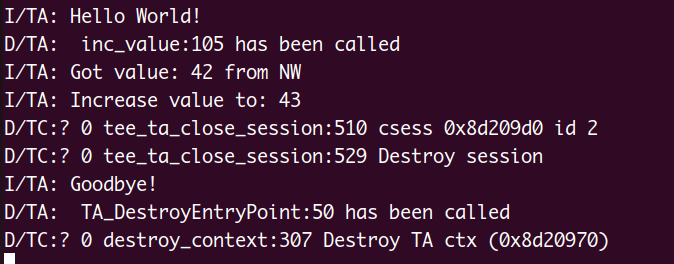 I/TA: Hello World!
D/TA:  inc_value:105 has been called
I/TA: Got value: 42 from NW
I/TA: Increase value to: 43
D/TC:? 0 tee_ta_close_session:510 csess 0x8d209d0 id 2
D/TC:? 0 tee_ta_close_session:529 Destroy session
I/TA: Goodbye!
D/TA:  TA_DestroyEntryPoint:50 has been called
D/TC:? 0 destroy_context:307 Destroy TA ctx (0x8d20970)